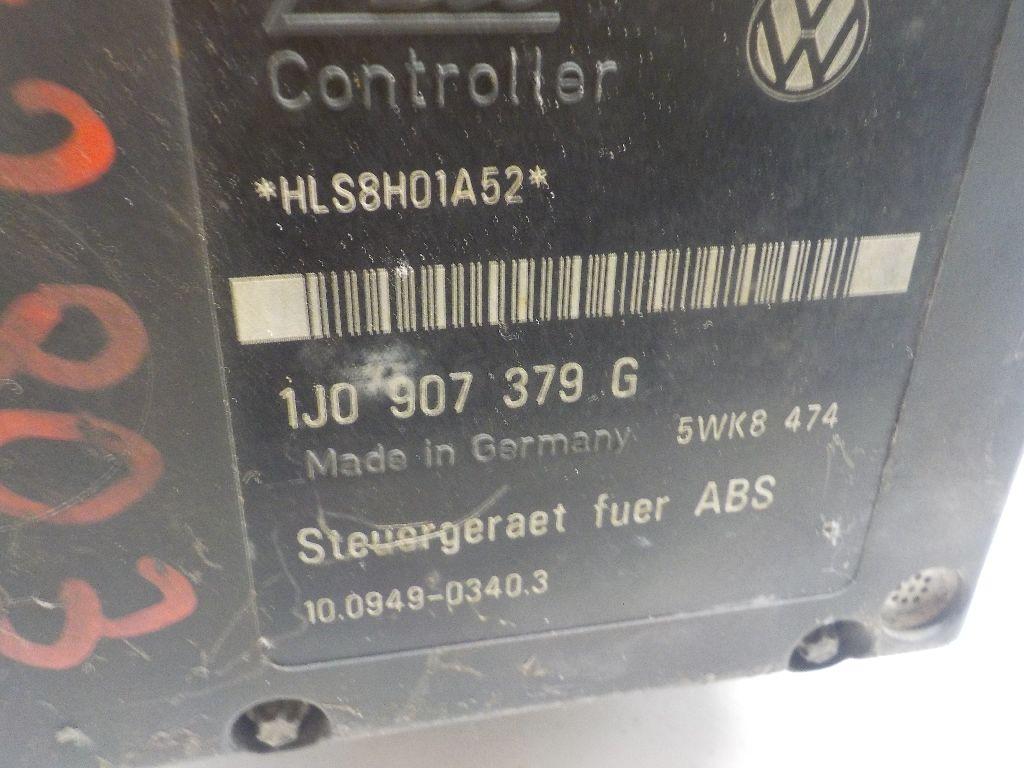 Controller
*HLS8H01A52*
1J0 907 379 G
Made in Germany 5WK8 474
Steuergeraet fuer ABS
10.0949-0340.3